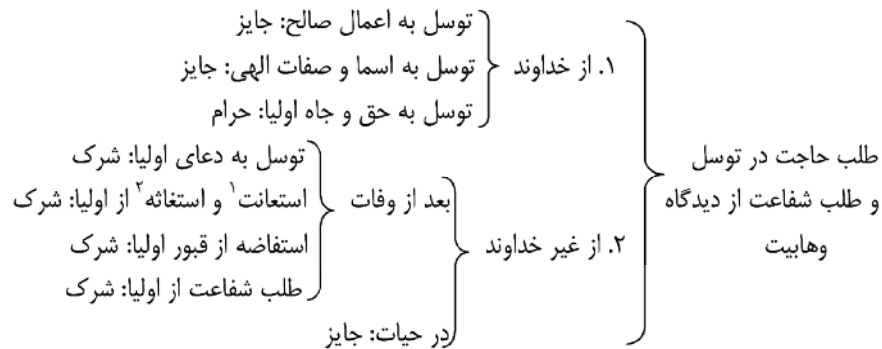 طلب حاجت در توسل
و طلب شفاعت از دیدگاه
وهابیت
۱. از خداوند
توسل به اعمال صالح: جایز
توسل به اسما و صفات الهی: جایز
توسل به حق و جاه اولیا: حرام
۲. از غیر خداوند
بعد از وفات
توسل به دعای اولیا: شرک
استعانت۱ و استغاثه۲ از اولیا: شرک
استفاضه از قبور اولیا: شرک
طلب شفاعت از اولیا: شرک
در حیات: جایز